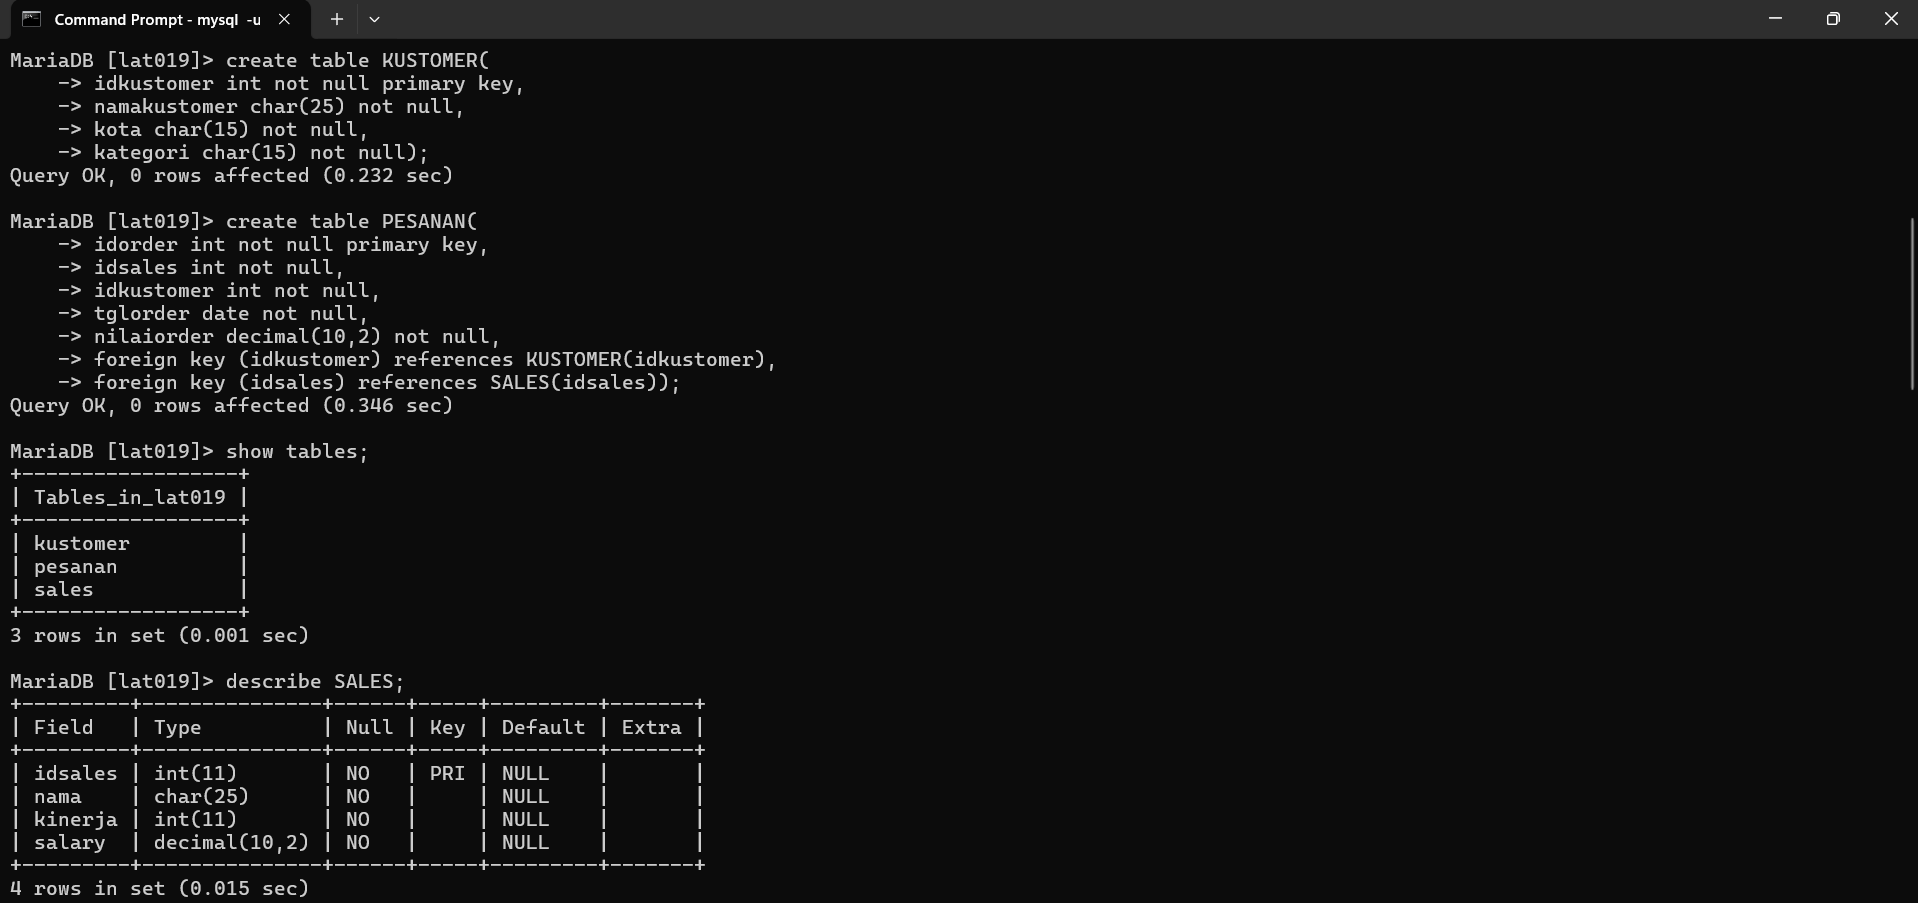 Command Prompt - mysql -u
MariaDB [lat019]> create table KUSTOMER(
    -> idkustomer int not null primary key,
    -> namakustomer char(25) not null,
    -> kota char(15) not null,
    -> kategori char(15) not null);
Query OK, 0 rows affected (0.232 sec)

MariaDB [lat019]> create table PESANAN(
    -> idorder int not null primary key,
    -> idsales int not null,
    -> idkustomer int not null,
    -> tglorder date not null,
    -> nilaiorder decimal(10,2) not null,
    -> foreign key (idkustomer) references KUSTOMER(idkustomer),
    -> foreign key (idsales) references SALES(idsales));
Query OK, 0 rows affected (0.346 sec)

MariaDB [lat019]> show tables;
+------------------+
| Tables_in_lat019 |
+------------------+
| kustomer         |
| pesanan          |
| sales            |
+------------------+
3 rows in set (0.001 sec)

MariaDB [lat019]> describe SALES;
+---------+---------------+------+-----+---------+-------+
| Field   | Type          | Null | Key | Default | Extra |
+---------+---------------+------+-----+---------+-------+
| idsales | int(11)       | NO   | PRI | NULL    |       |
| nama    | char(25)      | NO   |     | NULL    |       |
| kinerja | int(11)       | NO   |     | NULL    |       |
| salary  | decimal(10,2) | NO   |     | NULL    |       |
+---------+---------------+------+-----+---------+-------+
4 rows in set (0.015 sec)